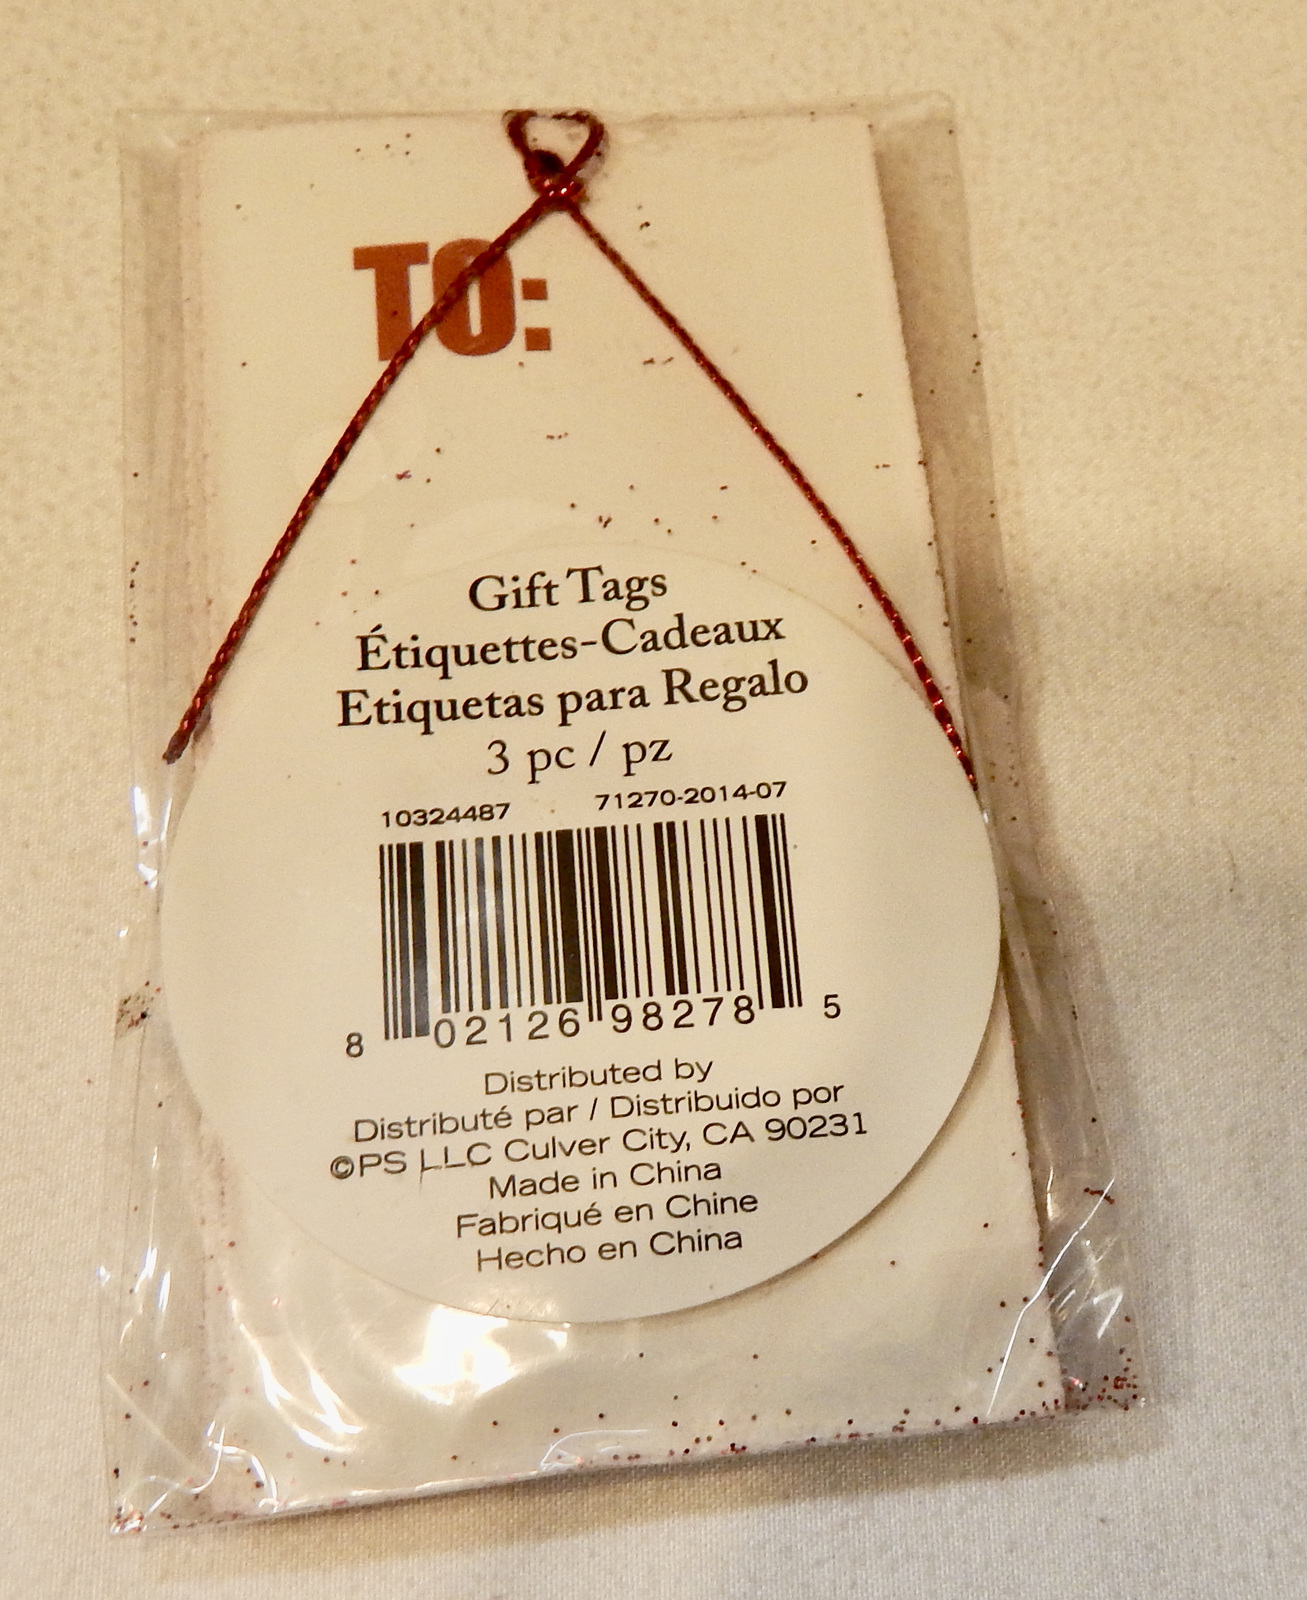 TO:
Gift Tags
Étiquettes-Cadeaux
Etiquetas para Regalo
3 pc / pz
10324487 71270-2014-07
8 02126 98278 5
Distributed by
Distribué par / Distribuido por
©PS LLC Culver City, CA 90231
Made in China
Fabriqué en Chine
Hecho en China